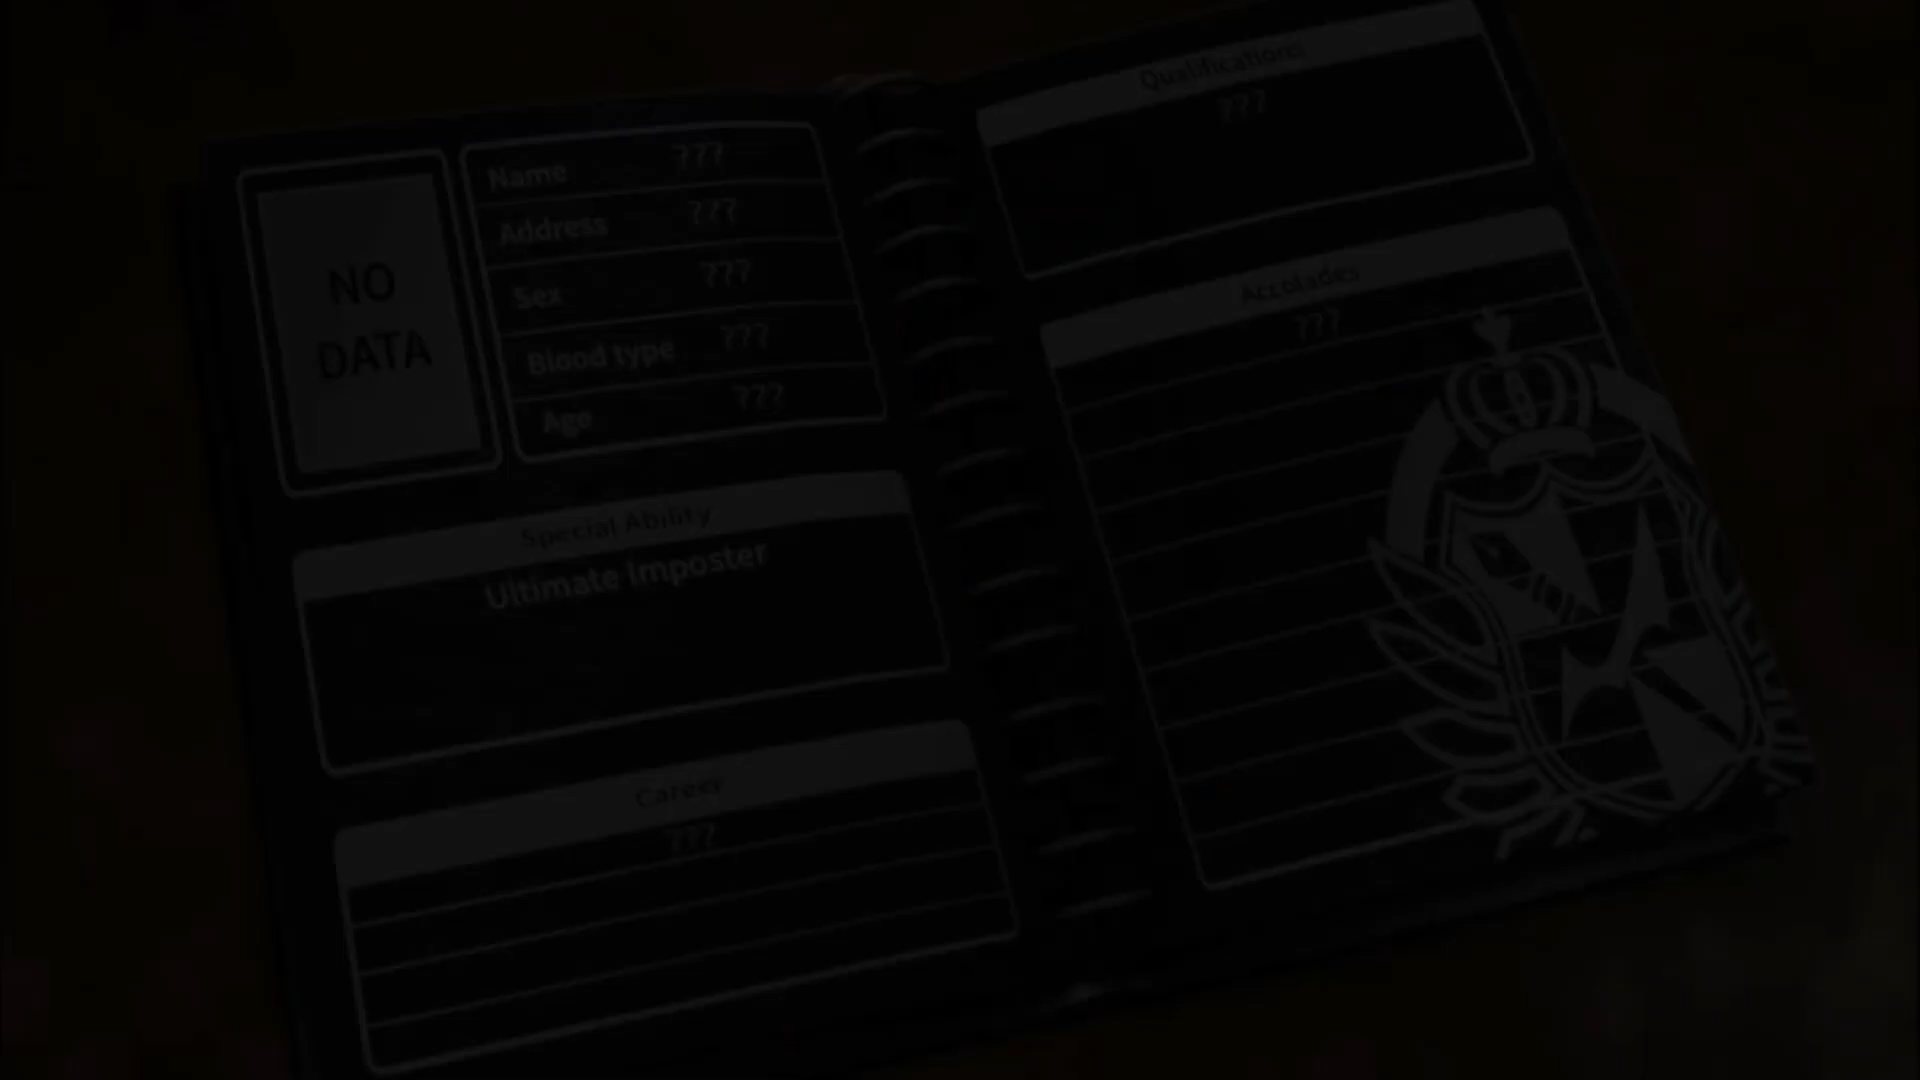 NO
DATA
Name ???
Address ???
Sex ???
Blood type ???
Age ???
Special Ability
Ultimate Imposter
Career
???
Qualifications
???
Accolades
???